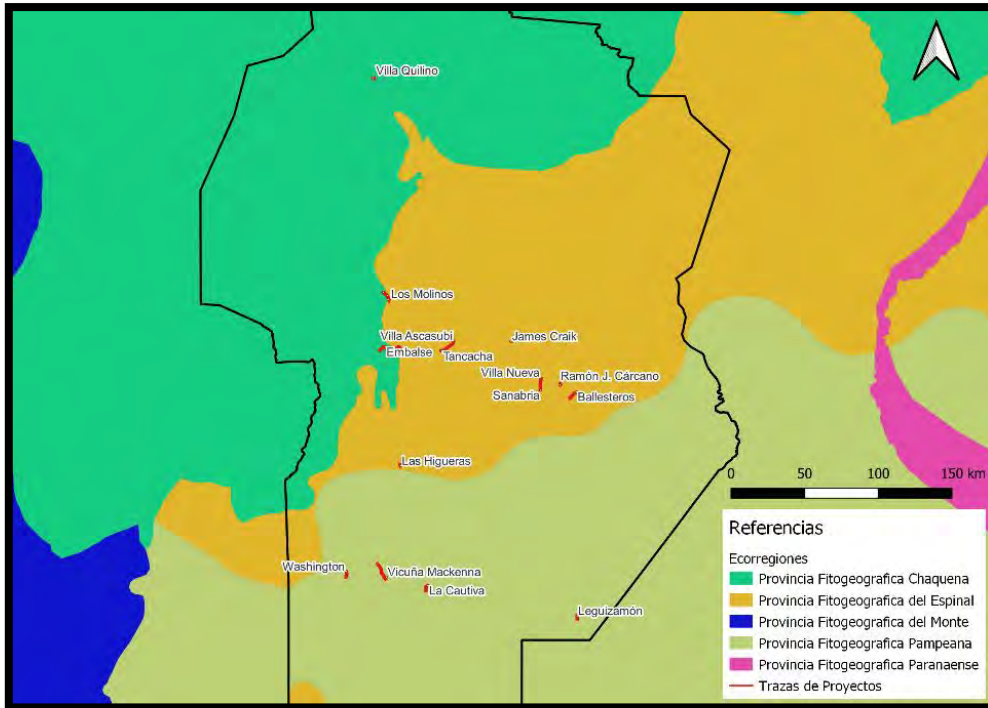 Villa Quilino
Los Molinos
Villa Ascasubi
James Craik
Embalse
Tancacha
Villa Nueva
Ramón J. Cárcano
Sanabria
Ballesteros
Las Higueras
0 50 100 150 km
Washington
Vicuña Mackenna
La Cautiva
Leguizamón
Referencias
Ecorregiones
Provincia Fitogeografica Chaquena
Provincia Fitogeografica del Espinal
Provincia Fitogeografica del Monte
Provincia Fitogeografica Pampeana
Provincia Fitogeografica Paranaense
Trazas de Proyectos